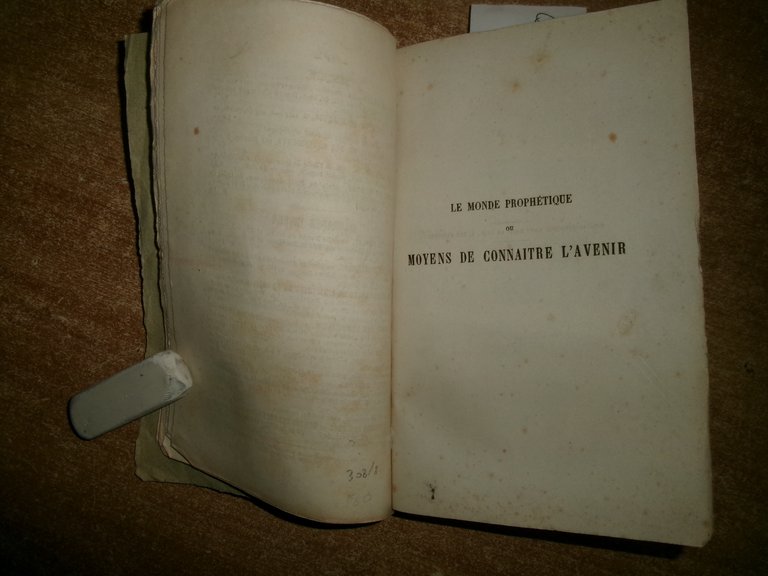 LE MONDE PROPHÉTIQUE
OU
MOYENS DE CONNAITRE L'AVENIR